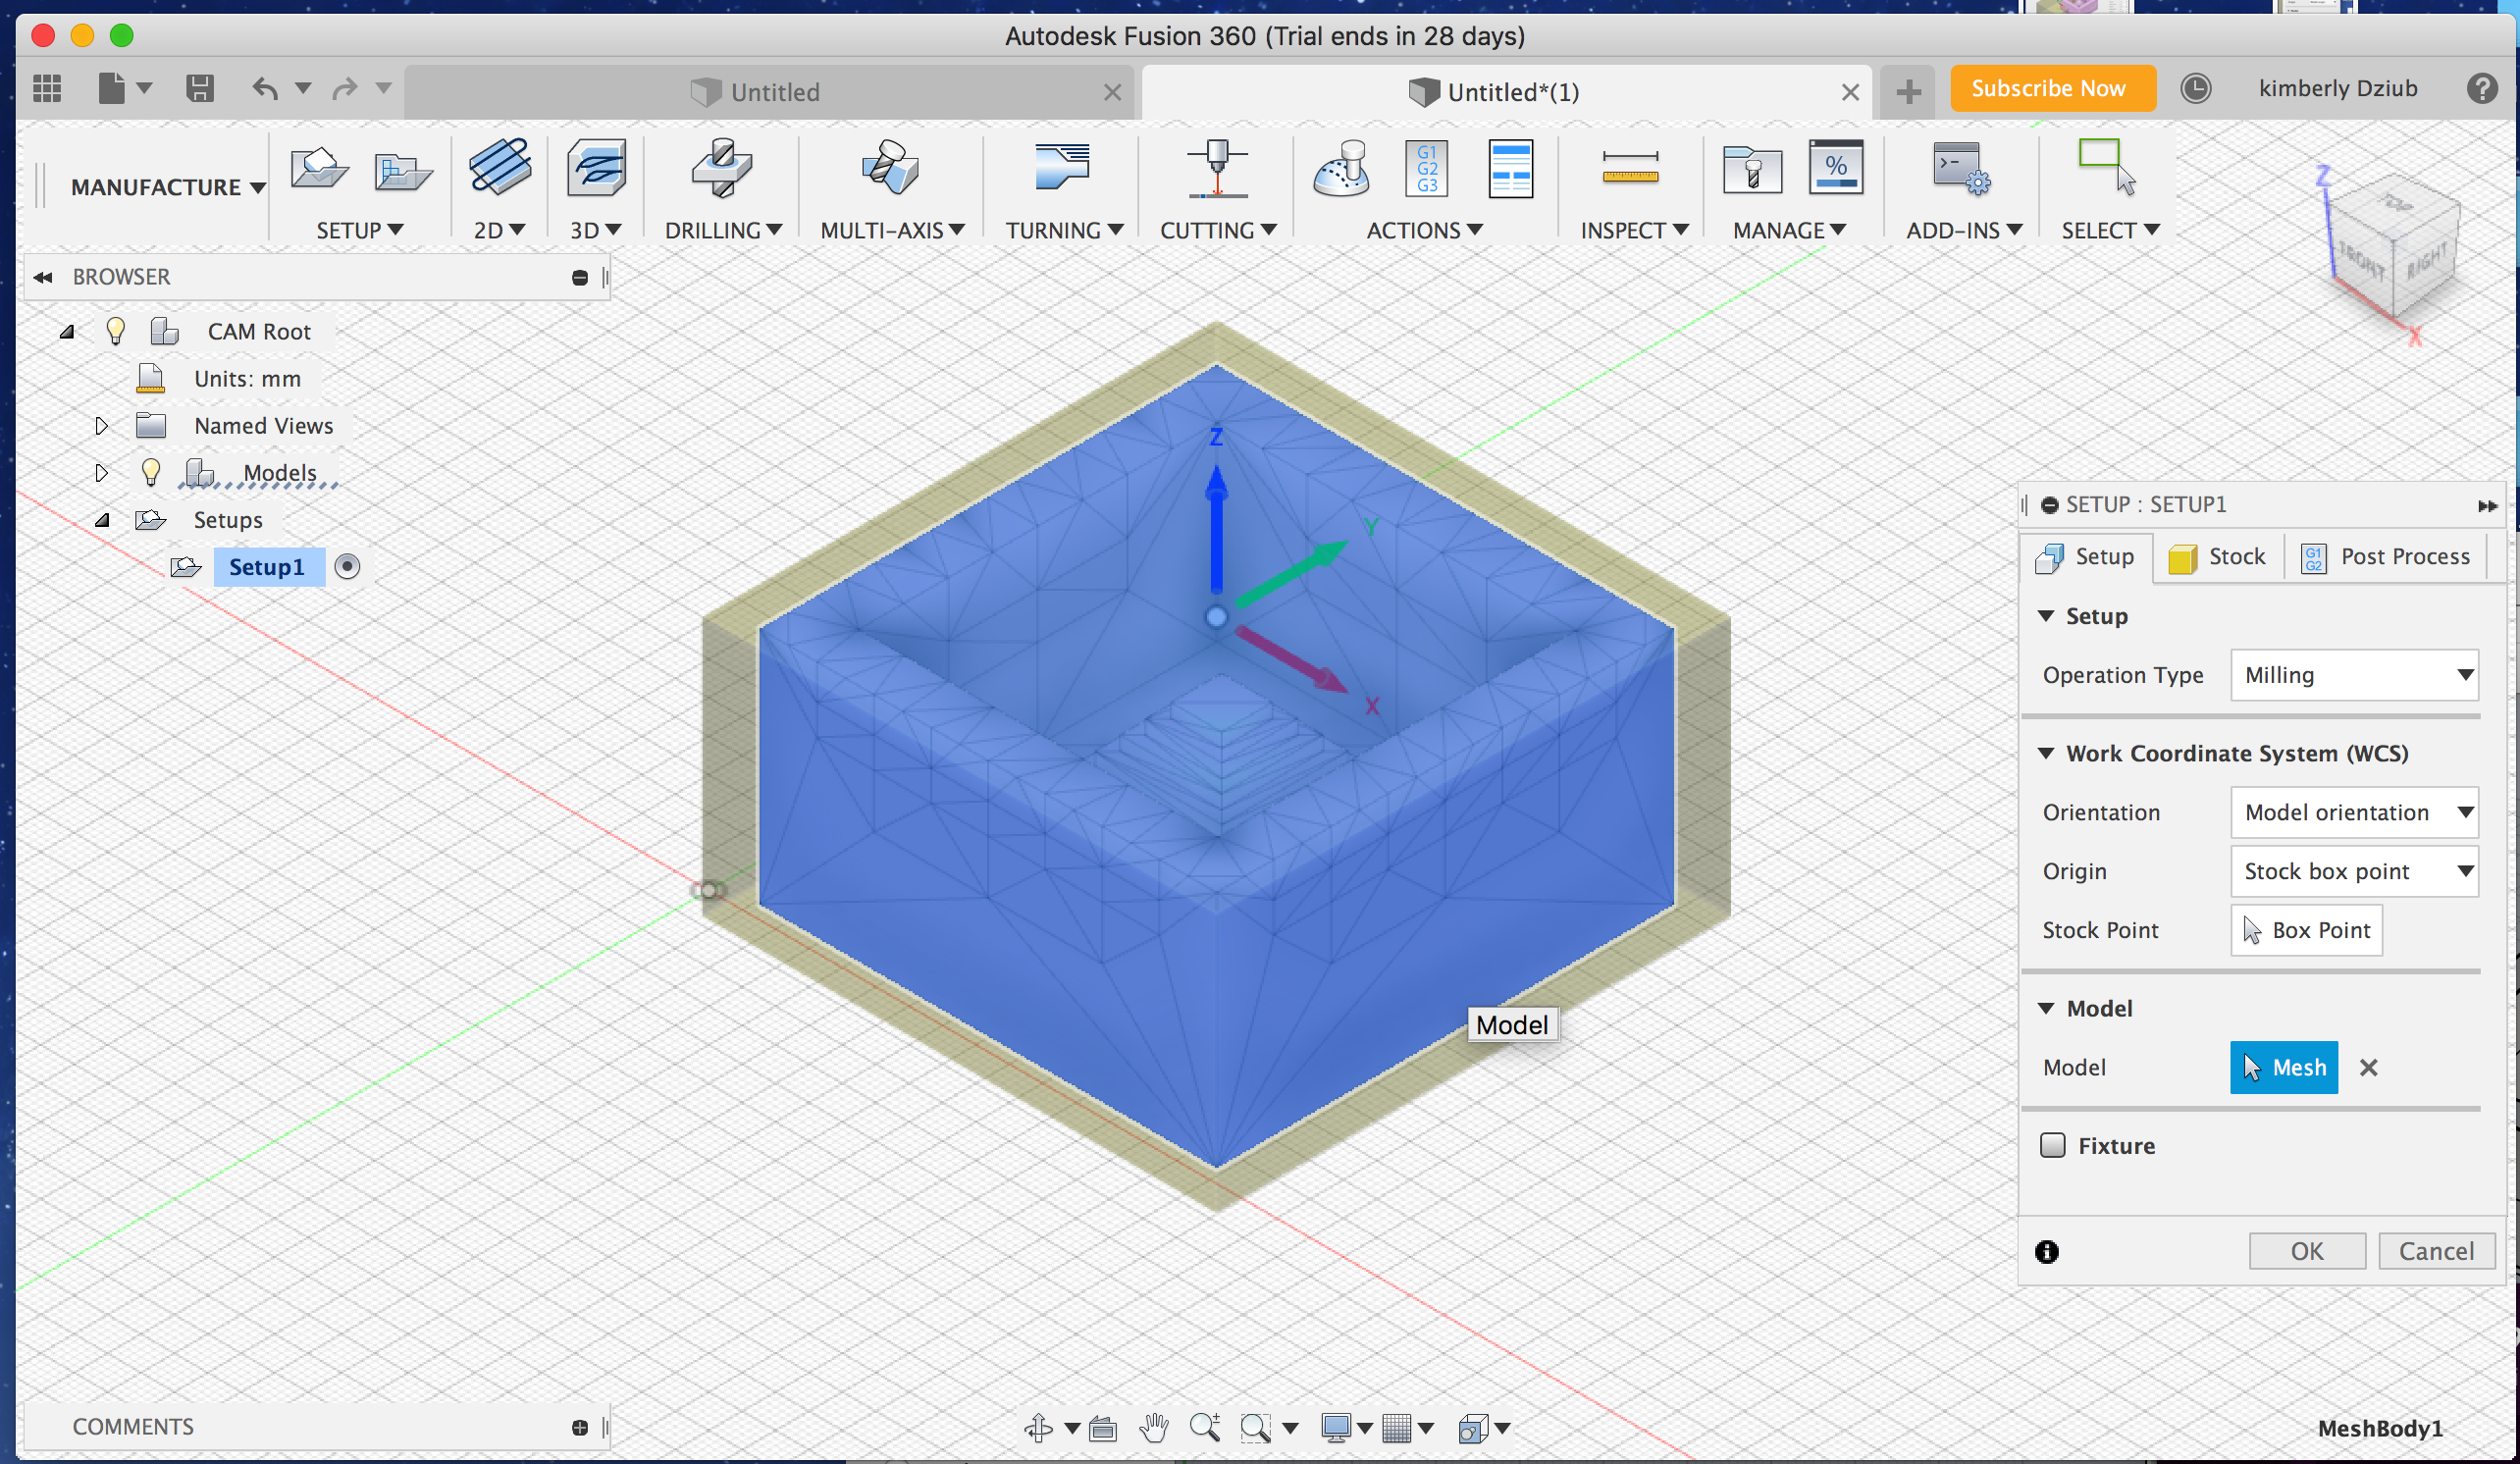 Autodesk Fusion 360 (Trial ends in 28 days)
Untitled
Untitled*(1)
Subscribe Now
kimberly Dziub
MANUFACTURE
SETUP
2D
3D
DRILLING
MULTI-AXIS
TURNING
CUTTING
G1
G2
G3
ACTIONS
INSPECT
%
MANAGE
ADD-INS
SELECT
Z
TOP
FRONT
RIGHT
X
BROWSER
CAM Root
Units: mm
Named Views
Models
Setups
Setup1
Z
Y
X
Model
SETUP : SETUP1
Setup
Stock
G1
G2
Post Process
Setup
Operation Type
Milling
Work Coordinate System (WCS)
Orientation
Model orientation
Origin
Stock box point
Stock Point
Box Point
Model
Model
Mesh
Fixture
OK
Cancel
COMMENTS
MeshBody1